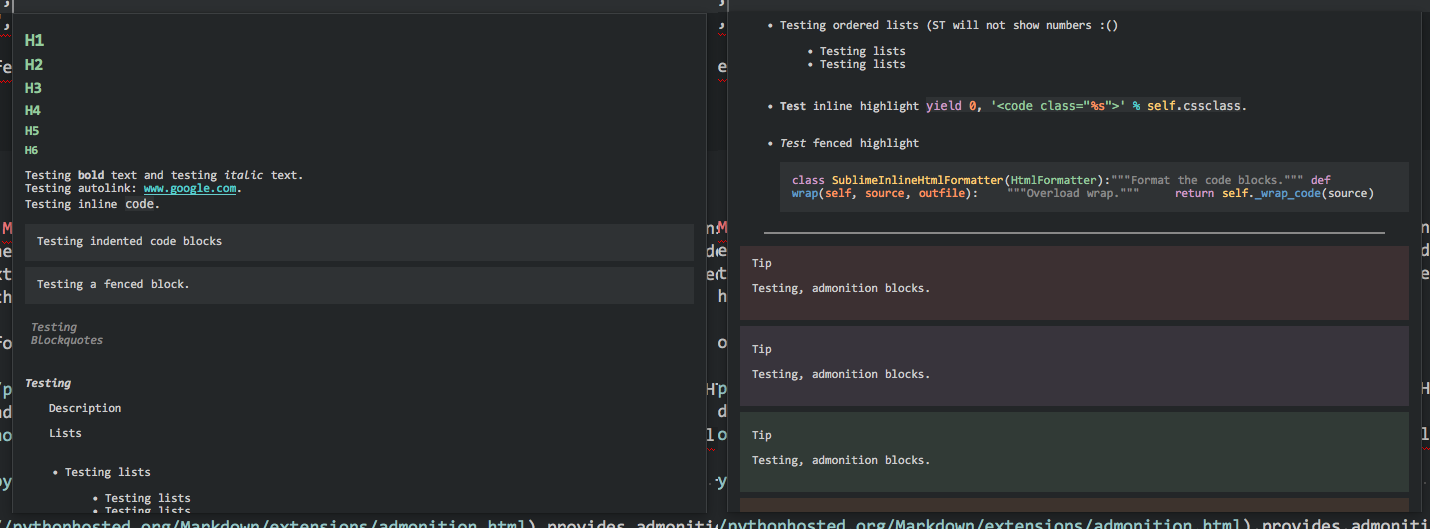 H1
H2
H3
H4
H5
H6
Testing bold text and testing italic text.
Testing autolink: www.google.com.
Testing inline code.
Testing indented code blocks
Testing a fenced block.
Testing
Blockquotes
Testing
Description
Lists
• Testing lists
• Testing lists
• Testing lists
• Testing ordered lists (ST will not show numbers :()
• Testing lists
• Testing lists
• Test inline highlight yield 0, '<code class="%s">' % self.cssclass.
• Test fenced highlight
class SublimeInlineHtmlFormatter(HtmlFormatter):"""Format the code blocks.""" def
wrap(self, source, outfile):    """Overload wrap."""     return self._wrap_code(source)
Tip
Testing, admonition blocks.
Tip
Testing, admonition blocks.
Tip
Testing, admonition blocks.
//pythonhosted.org/Markdown/extensions/admonition.html) provides admoniti
/pythonhosted.org/Markdown/extensions/admonition.html) provides admoniti